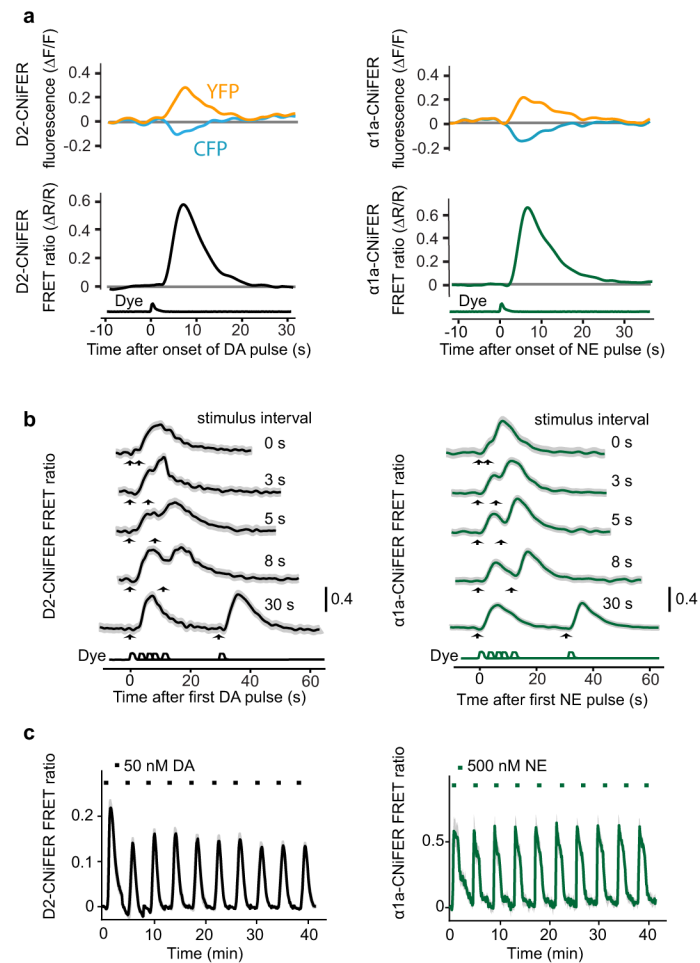 a
D2-CNiFER
fluorescence (ΔF/F)
0.4
0.2
0
-0.2
YFP
CFP
α1a-CNiFER
fluorescence (ΔF/F)
0.4
0.2
0
-0.2
D2-CNiFER
FRET ratio (ΔR/R)
0.6
0.4
0.2
0
Dye
-10 0 10 20 30
Time after onset of DA pulse (s)
α1a-CNiFER
FRET ratio (ΔR/R)
0.6
0.4
0.2
0
Dye
-10 0 10 20 30
Time after onset of NE pulse (s)
b
D2-CNiFER FRET ratio
stimulus interval
0 s
3 s
5 s
8 s
30 s
0.4
Dye
0 20 40 60
Time after first DA pulse (s)
α1a-CNiFER FRET ratio
stimulus interval
0 s
3 s
5 s
8 s
30 s
0.4
Dye
0 20 40 60
Tme after first NE pulse (s)
c
D2-CNiFER FRET ratio
50 nM DA
0.2
0.1
0
0 10 20 30 40
Time (min)
α1a-CNiFER FRET ratio
500 nM NE
0.5
0
0 10 20 30 40
Time (min)